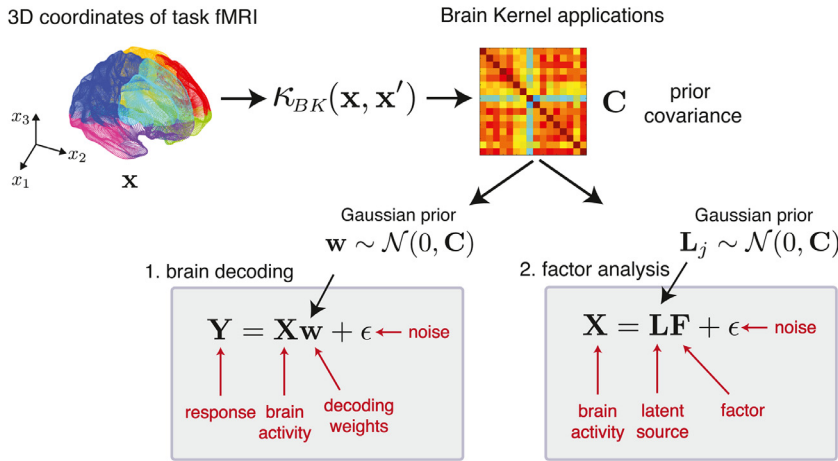 3D coordinates of task fMRI
Brain Kernel applications
x₃
x₂
x₁
x
κ_BK(x, x′)
C
prior
covariance
Gaussian prior
w ∼ N(0, C)
Gaussian prior
L_j ∼ N(0, C)
1. brain decoding
Y = Xw + ϵ
noise
response
brain
activity
decoding
weights
2. factor analysis
X = LF + ϵ
noise
brain
activity
latent
source
factor